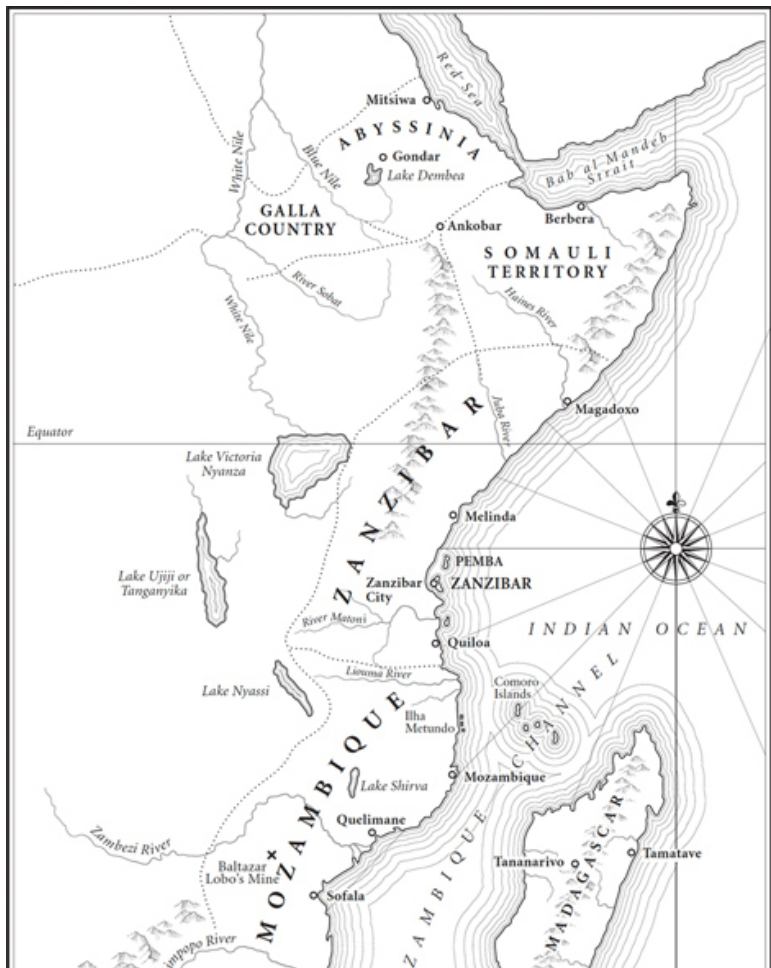 Red Sea
Mitsiwa
ABYSSINIA
Gondar
Lake Dembea
White Nile
Blue Nile
Bab al Mandeb
Strait
GALLA
COUNTRY
Ankobar
Berbera
SOMAULI
TERRITORY
River Sobat
Haines River
White Nile
Juba River
Magadoxo
Equator
Lake Victoria
Nyanza
ZANZIBAR
Melinda
PEMBA
Lake Ujiji or
Tanganyika
Zanzibar
City
ZANZIBAR
River Matoni
INDIAN OCEAN
Quiloa
Liouma River
Comoro
Islands
Lake Nyassi
Ilha
Metundo
MOZAMBIQUE
CHANNEL
Mozambique
Lake Shirva
Quelimane
Zambezi River
Baltazar
Lobo's Mine
Tananarivo
Tamatave
MADAGASCAR
Sofala
ZAMBIQUE
impopo River